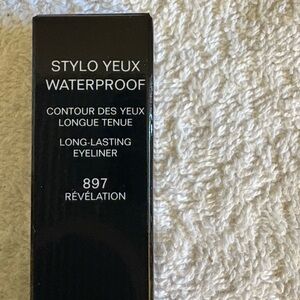 STYLO YEUX
WATERPROOF
CONTOUR DES YEUX
LONGUE TENUE
LONG-LASTING
EYELINER
897
RÉVÉLATION